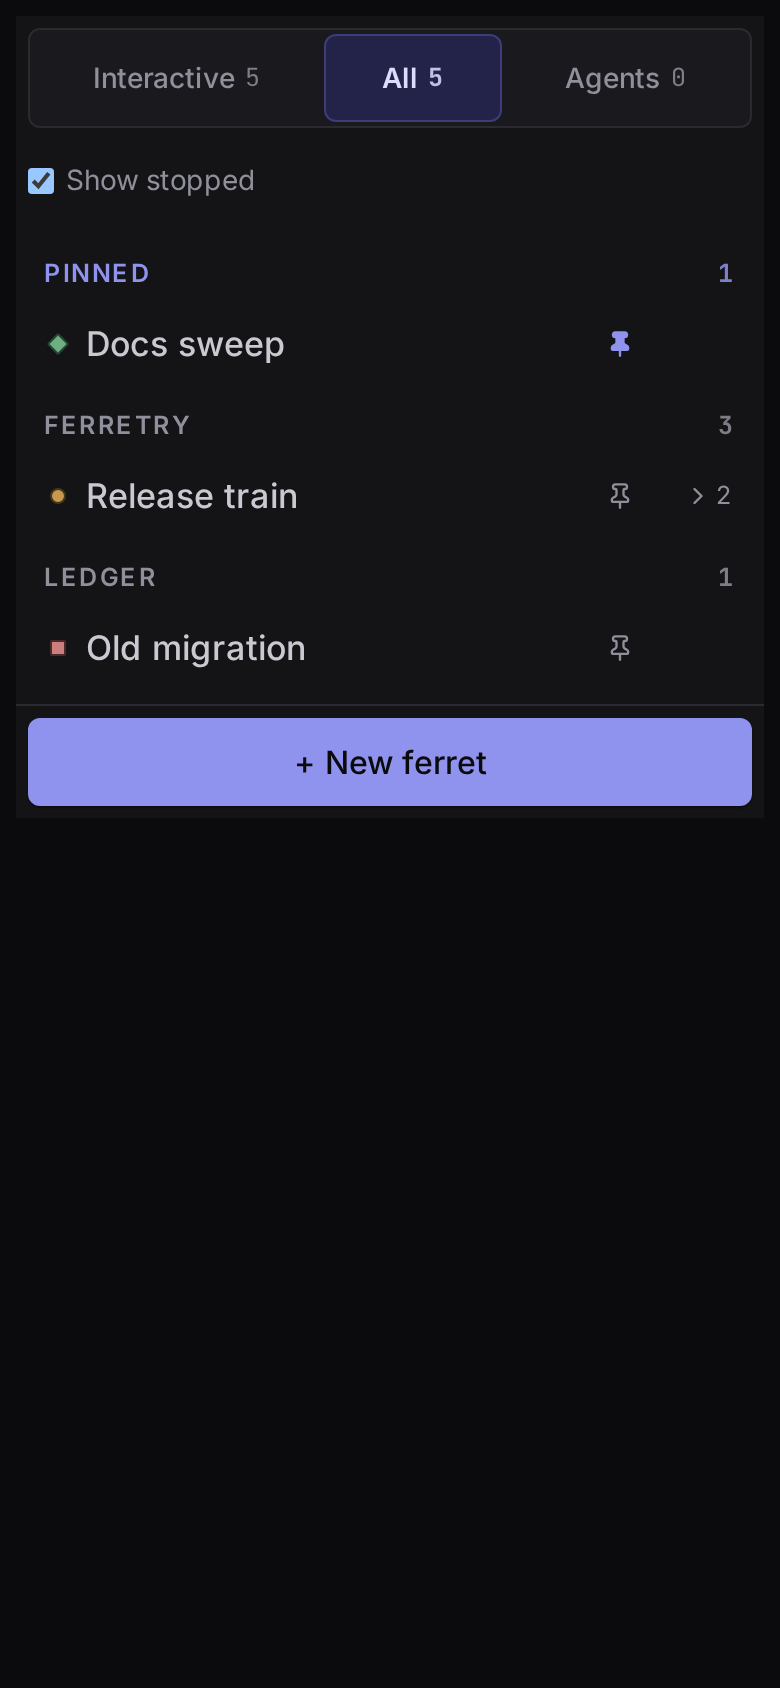 Interactive 5 All 5 Agents 0
Show stopped
PINNED 1
Docs sweep
FERRETRY 3
Release train 2
LEDGER 1
Old migration
+ New ferret